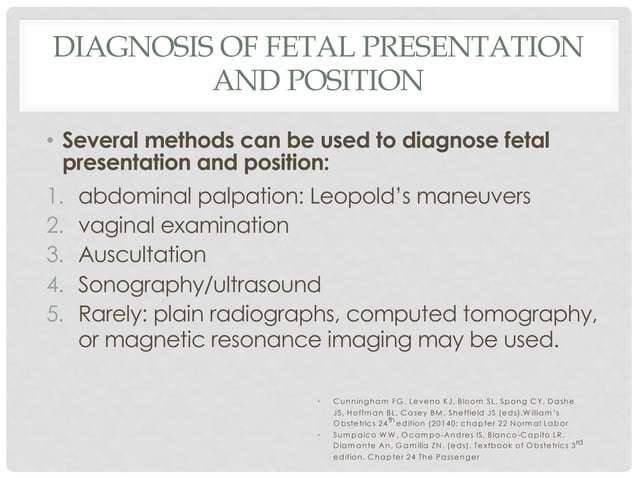 DIAGNOSIS OF FETAL PRESENTATION
AND POSITION
• Several methods can be used to diagnose fetal
presentation and position:
1. abdominal palpation: Leopold’s maneuvers
2. vaginal examination
3. Auscultation
4. Sonography/ultrasound
5. Rarely: plain radiographs, computed tomography,
or magnetic resonance imaging may be used.
- Cunningham FG, Leveno KJ, Bloom SL, Spong CY, Dashe
JS, Hoffman BL, Casey BM, Sheffield JS (eds).William’s
Obstetrics 24th edition (20140; chapter 22 Normal Labor
- Sumpaico WW, Ocampo-Andres IS, Blanco-Capito LR,
Diamante An, Gamilla ZN. (eds). Textbook of Obstetrics 3rd
edition. Chapter 24 The Passenger